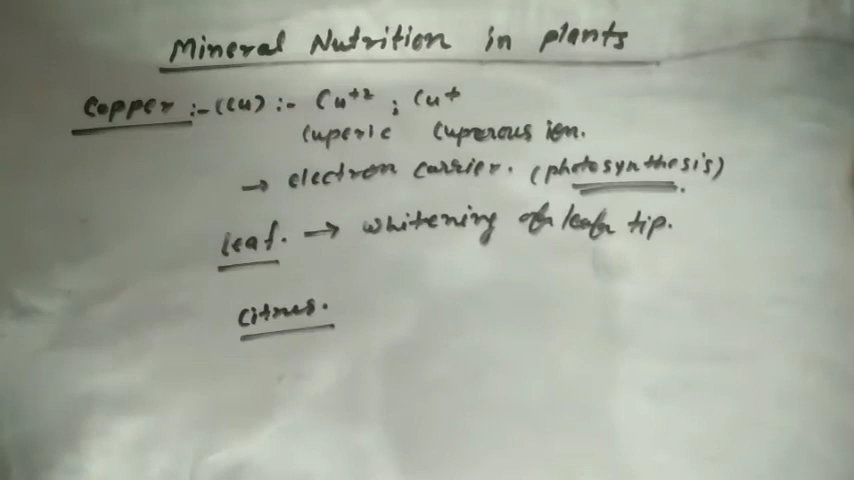 Mineral Nutrition in plants
Copper :- (Cu) :- Cu+2 ; Cu+
Cuperic Cuperous ion.
→ electron carrier. (photosynthesis).
Leaf. → whitening of leaf tip.
Citrus.